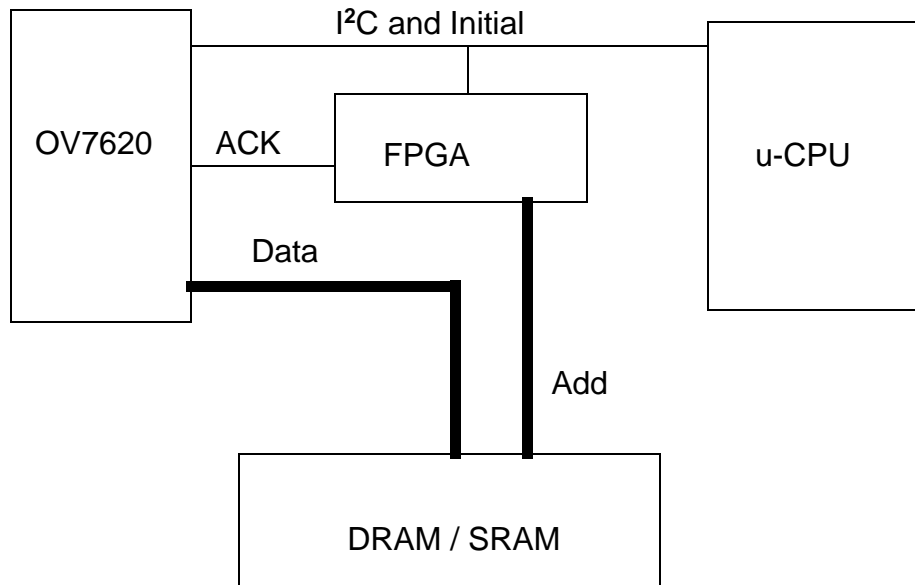 I²C and Initial
OV7620
ACK
FPGA
u-CPU
Data
Add
DRAM / SRAM